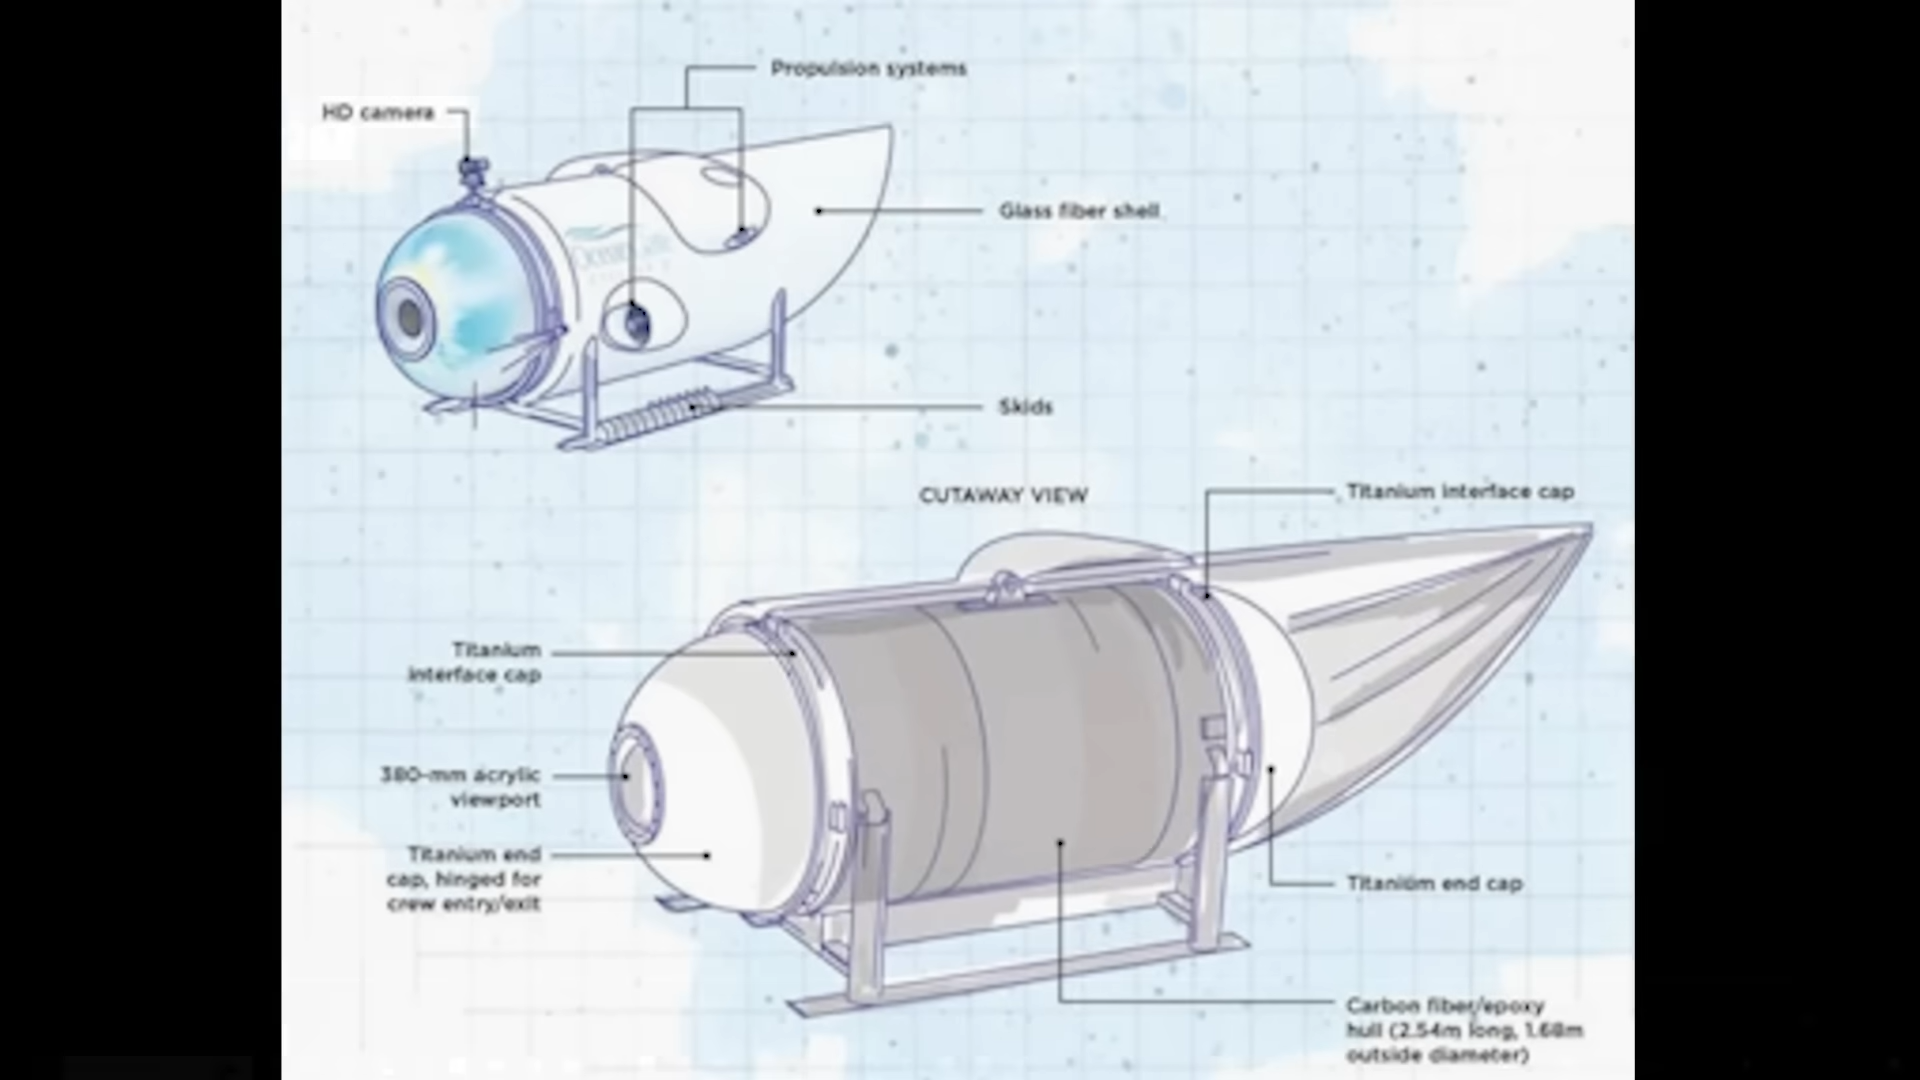 Propulsion systems
HD camera
Glass fiber shell
Skids
CUTAWAY VIEW
Titanium interface cap
Titanium
interface cap
380-mm acrylic
viewport
Titanium end
cap, hinged for
crew entry/exit
Titanium end cap
Carbon fiber/epoxy
hull (2.54m long, 1.68m
outside diameter)